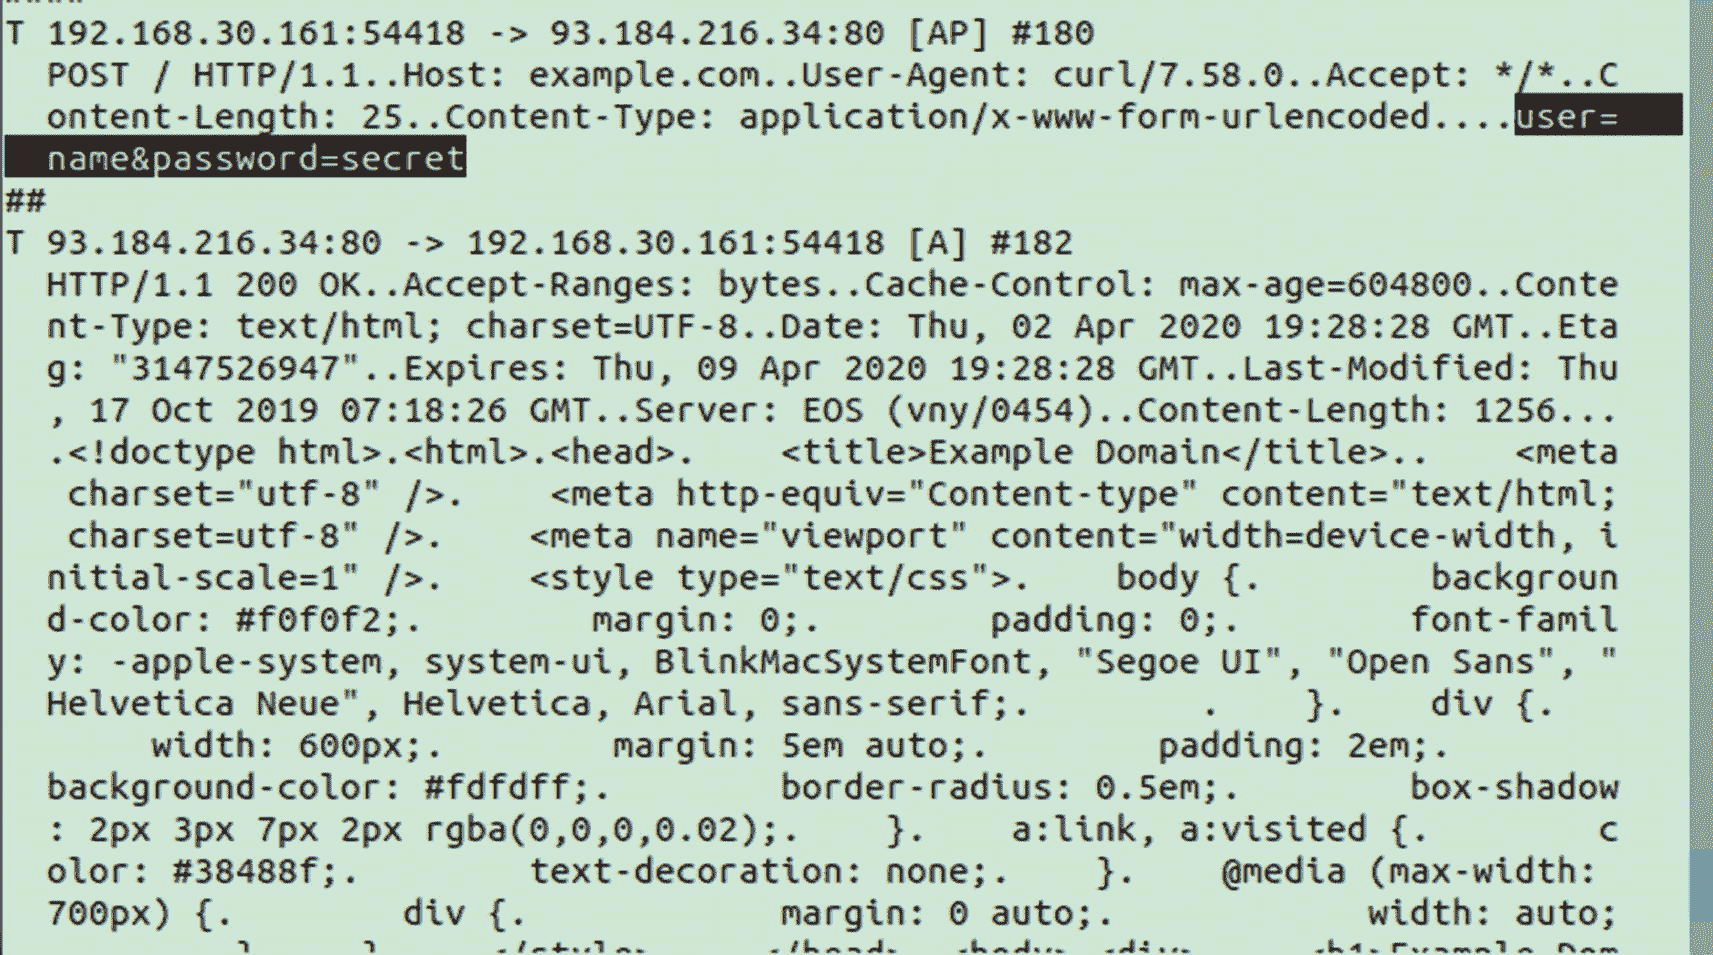 T 192.168.30.161:54418 -> 93.184.216.34:80 [AP] #180
POST / HTTP/1.1..Host: example.com..User-Agent: curl/7.58.0..Accept: */*..C
ontent-Length: 25..Content-Type: application/x-www-form-urlencoded....user=
name&password=secret
##
T 93.184.216.34:80 -> 192.168.30.161:54418 [A] #182
HTTP/1.1 200 OK..Accept-Ranges: bytes..Cache-Control: max-age=604800..Conte
nt-Type: text/html; charset=UTF-8..Date: Thu, 02 Apr 2020 19:28:28 GMT..Eta
g: "3147526947"..Expires: Thu, 09 Apr 2020 19:28:28 GMT..Last-Modified: Thu
, 17 Oct 2019 07:18:26 GMT..Server: EOS (vny/0454)..Content-Length: 1256...
.<!doctype html>.<html>.<head>.    <title>Example Domain</title>..    <meta
 charset="utf-8" />.    <meta http-equiv="Content-type" content="text/html;
 charset=utf-8" />.    <meta name="viewport" content="width=device-width, i
nitial-scale=1" />.    <style type="text/css">.    body {.        backgroun
d-color: #f0f0f2;.        margin: 0;.        padding: 0;.        font-famil
y: -apple-system, system-ui, BlinkMacSystemFont, "Segoe UI", "Open Sans", "
Helvetica Neue", Helvetica, Arial, sans-serif;.        .    }.    div {.
     width: 600px;.        margin: 5em auto;.        padding: 2em;.
background-color: #fdfdff;.        border-radius: 0.5em;.        box-shadow
: 2px 3px 7px 2px rgba(0,0,0,0.02);.    }.    a:link, a:visited {.        c
olor: #38488f;.        text-decoration: none;.    }.    @media (max-width:
700px) {.        div {.            margin: 0 auto;.            width: auto;
}    }    </style>    </head>  <body> <div>    <h1>Example Dom